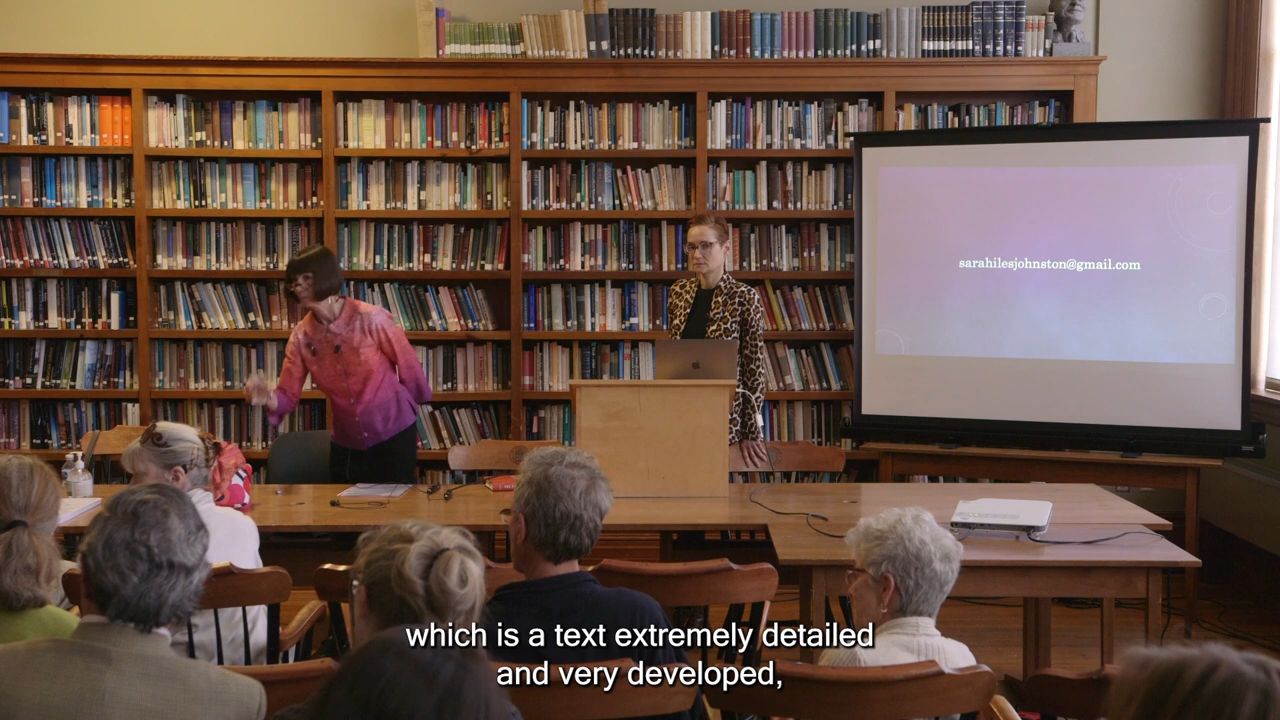 sarahilesjohnston@gmail.com
which is a text extremely detailed
and very developed,